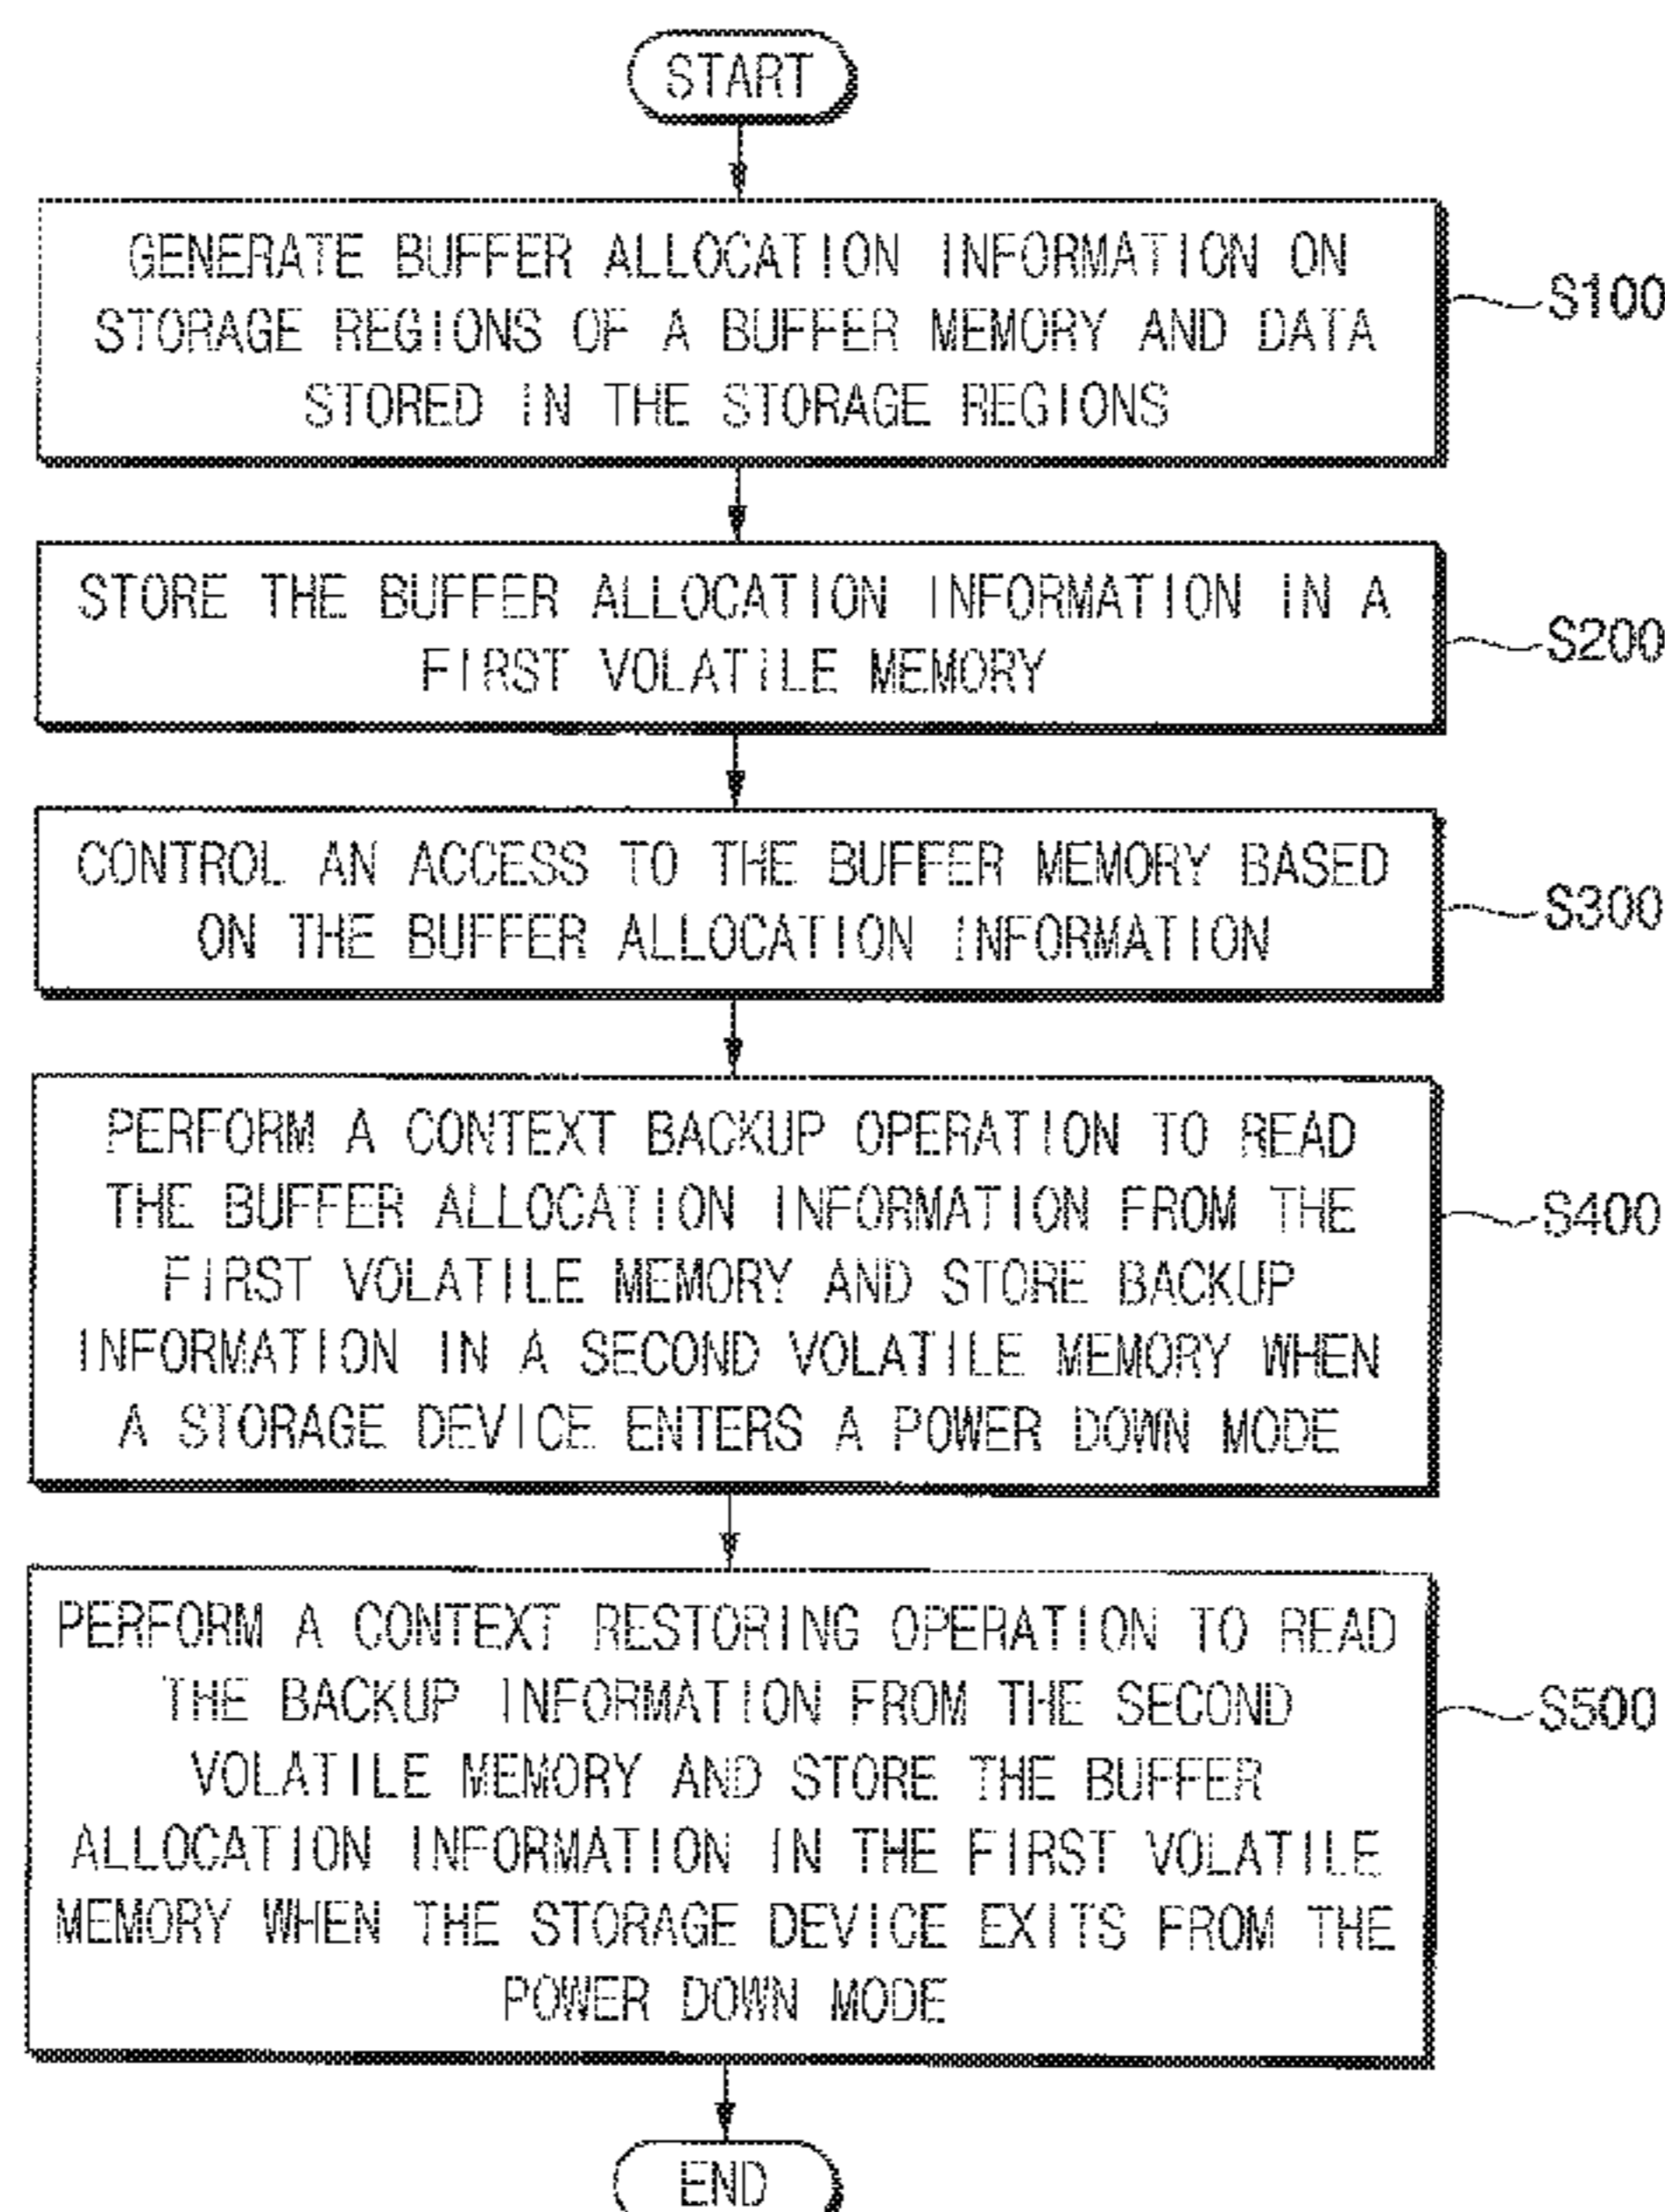 START
GENERATE BUFFER ALLOCATION INFORMATION ON
STORAGE REGIONS OF A BUFFER MEMORY AND DATA
STORED IN THE STORAGE REGIONS
S100
STORE THE BUFFER ALLOCATION INFORMATION IN A
FIRST VOLATILE MEMORY
S200
CONTROL AN ACCESS TO THE BUFFER MEMORY BASED
ON THE BUFFER ALLOCATION INFORMATION
S300
PERFORM A CONTEXT BACKUP OPERATION TO READ
THE BUFFER ALLOCATION INFORMATION FROM THE
FIRST VOLATILE MEMORY AND STORE BACKUP
INFORMATION IN A SECOND VOLATILE MEMORY WHEN
A STORAGE DEVICE ENTERS A POWER DOWN MODE
S400
PERFORM A CONTEXT RESTORING OPERATION TO READ
THE BACKUP INFORMATION FROM THE SECOND
VOLATILE MEMORY AND STORE THE BUFFER
ALLOCATION INFORMATION IN THE FIRST VOLATILE
MEMORY WHEN THE STORAGE DEVICE EXITS FROM THE
POWER DOWN MODE
S500
END